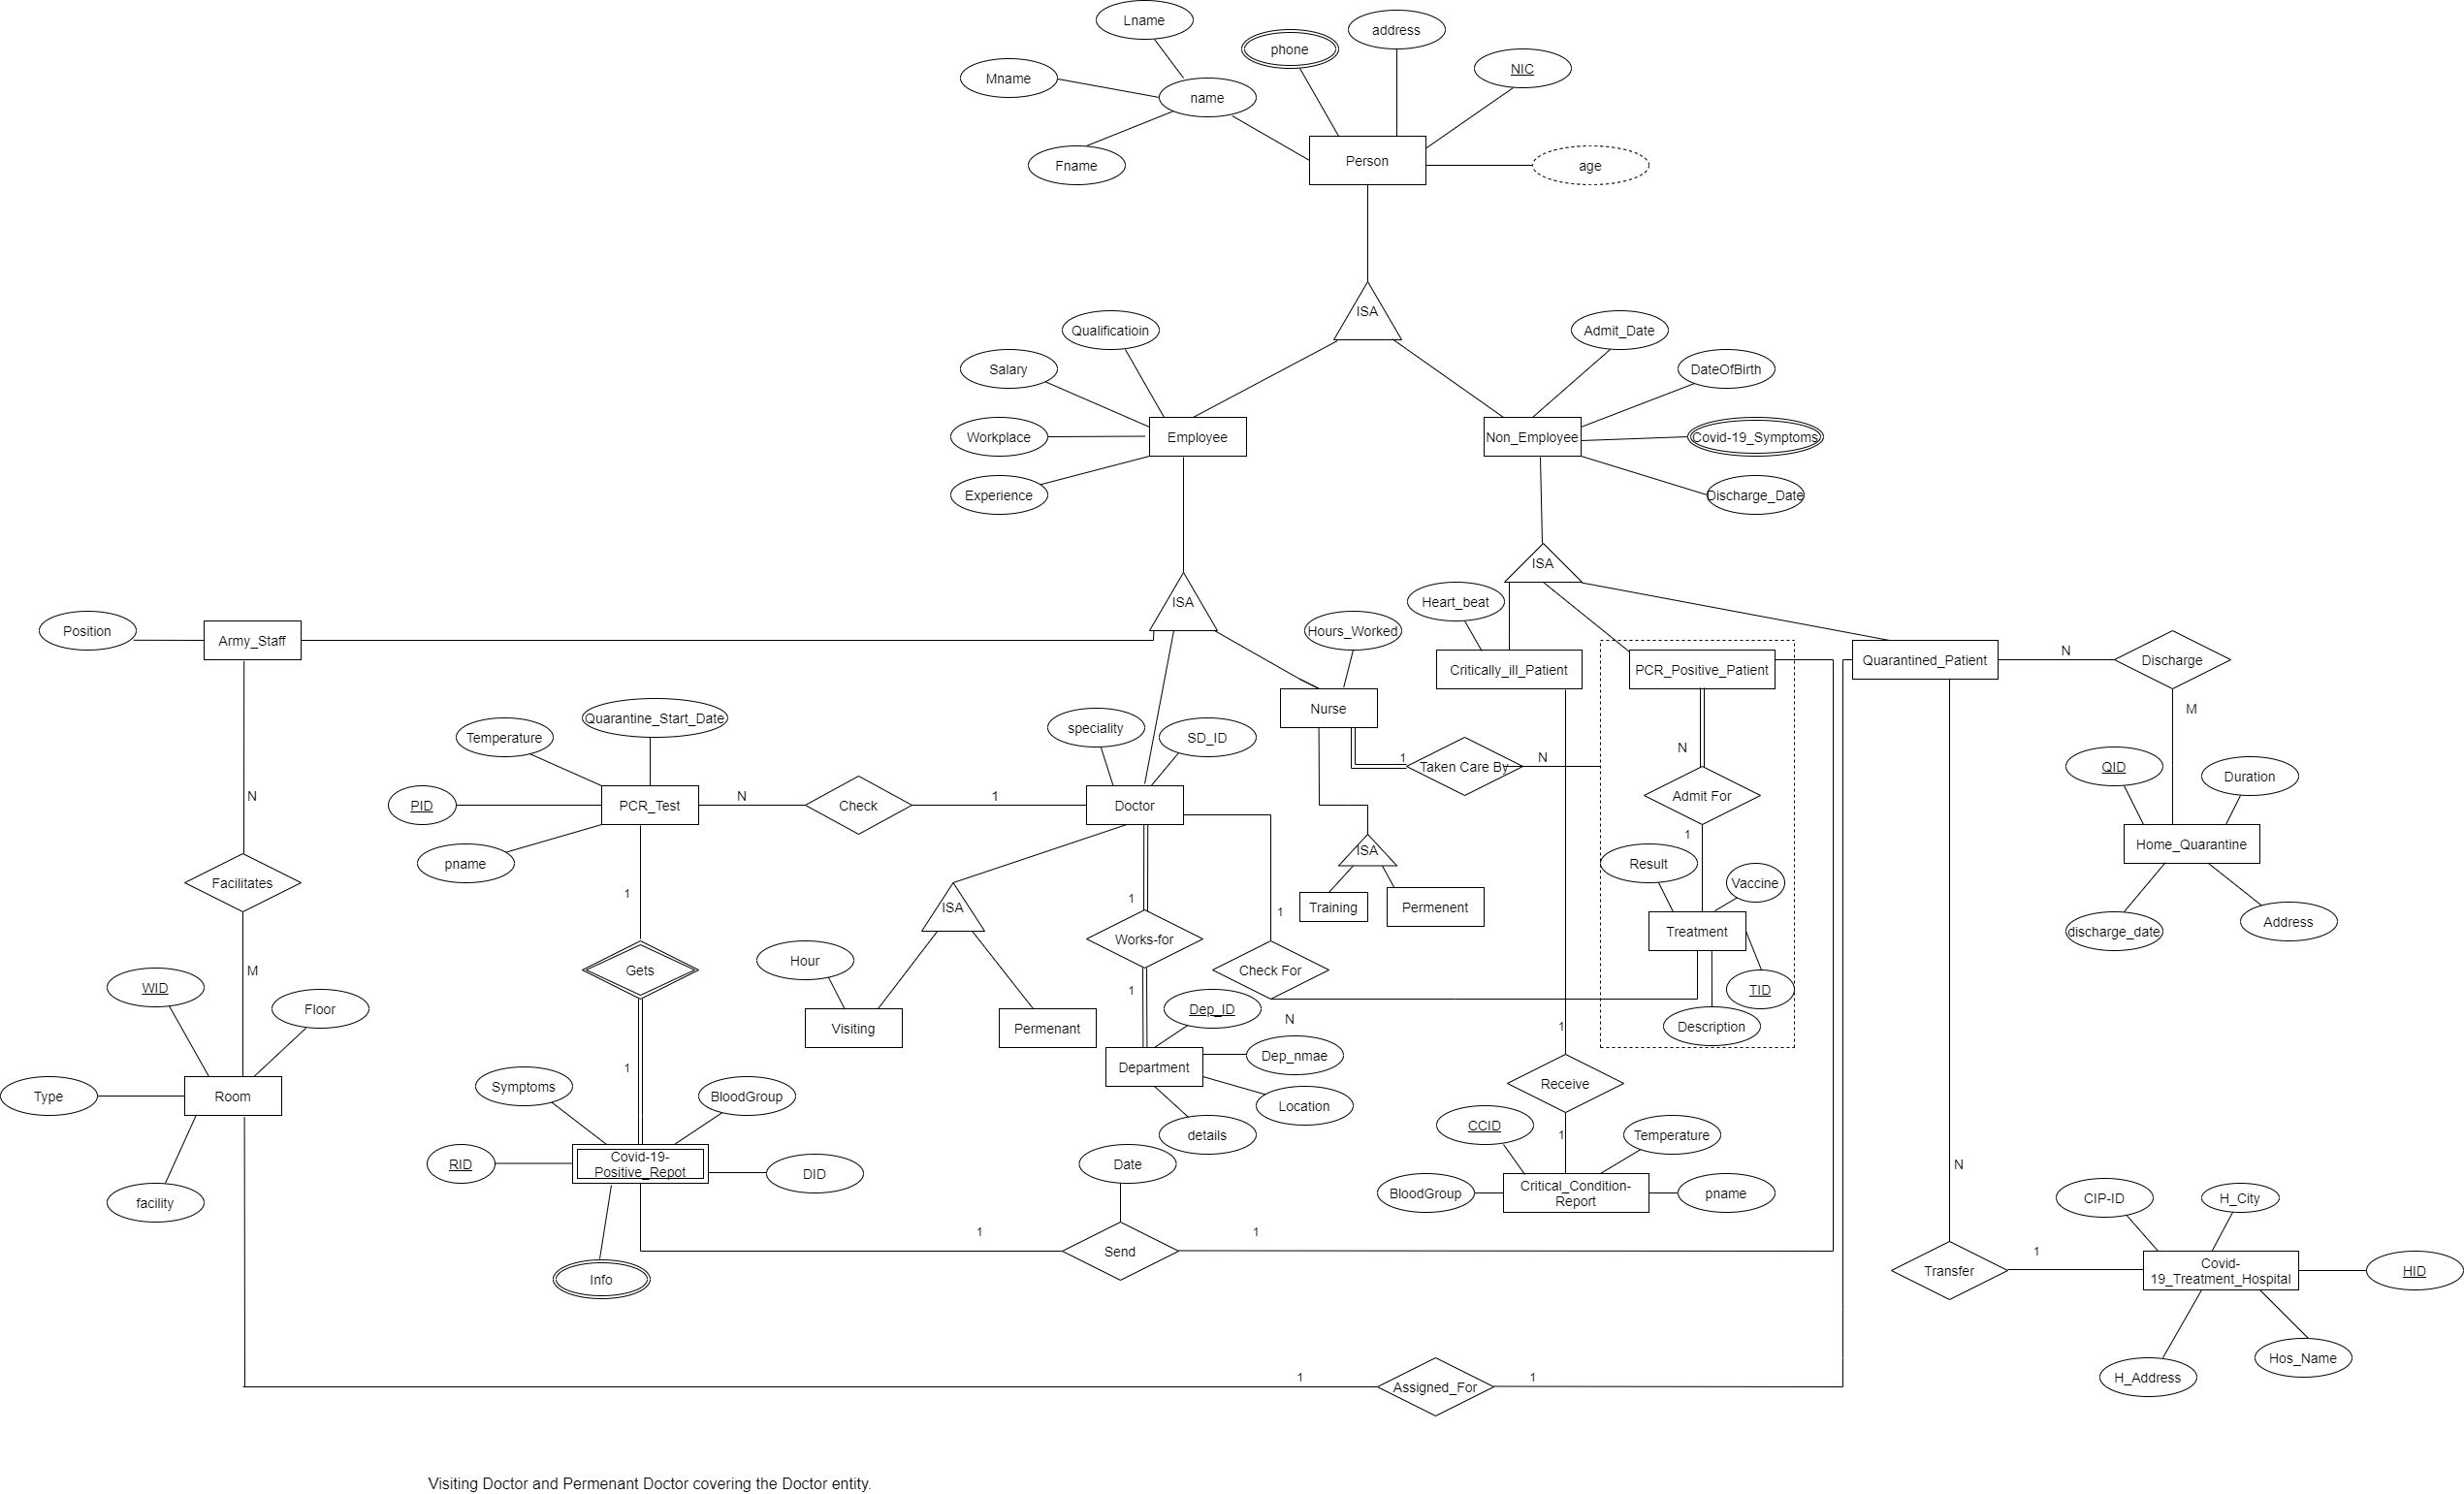 Lname
address
phone
NIC
Mname
name
Person
Fname
age
ISA
Qualificatioin
Admit_Date
Salary
DateOfBirth
Workplace
Employee
Non_Employee
Covid-19_Symptoms
Experience
Discharge_Date
ISA
ISA
Heart_beat
Position
Army_Staff
Hours_Worked
N
Critically_ill_Patient
PCR_Positive_Patient
Quarantined_Patient
Discharge
Nurse
M
Quarantine_Start_Date
speciality
Temperature
SD_ID
N
1
N
Taken Care By
QID
Duration
N
N
1
Admit For
PID
PCR_Test
Check
Doctor
1
Home_Quarantine
ISA
pname
Result
Facilitates
Vaccine
1
1
ISA
1
Training
Permenent
Address
Treatment
discharge_date
Works-for
Hour
M
Gets
Check For
WID
1
TID
Floor
Dep_ID
N
Visiting
Permenant
1
Description
Dep_nmae
1
Department
Receive
Symptoms
Type
Room
BloodGroup
Location
CCID
details
1
Temperature
Covid-19-
Positive_Repot
RID
Date
N
DID
Critical_Condition-
Report
BloodGroup
pname
CIP-ID
H_City
facility
1
1
Send
1
Covid-
19_Treatment_Hospital
Transfer
HID
Info
Hos_Name
1
1
H_Address
Assigned_For
Visiting Doctor and Permenant Doctor covering the Doctor entity.